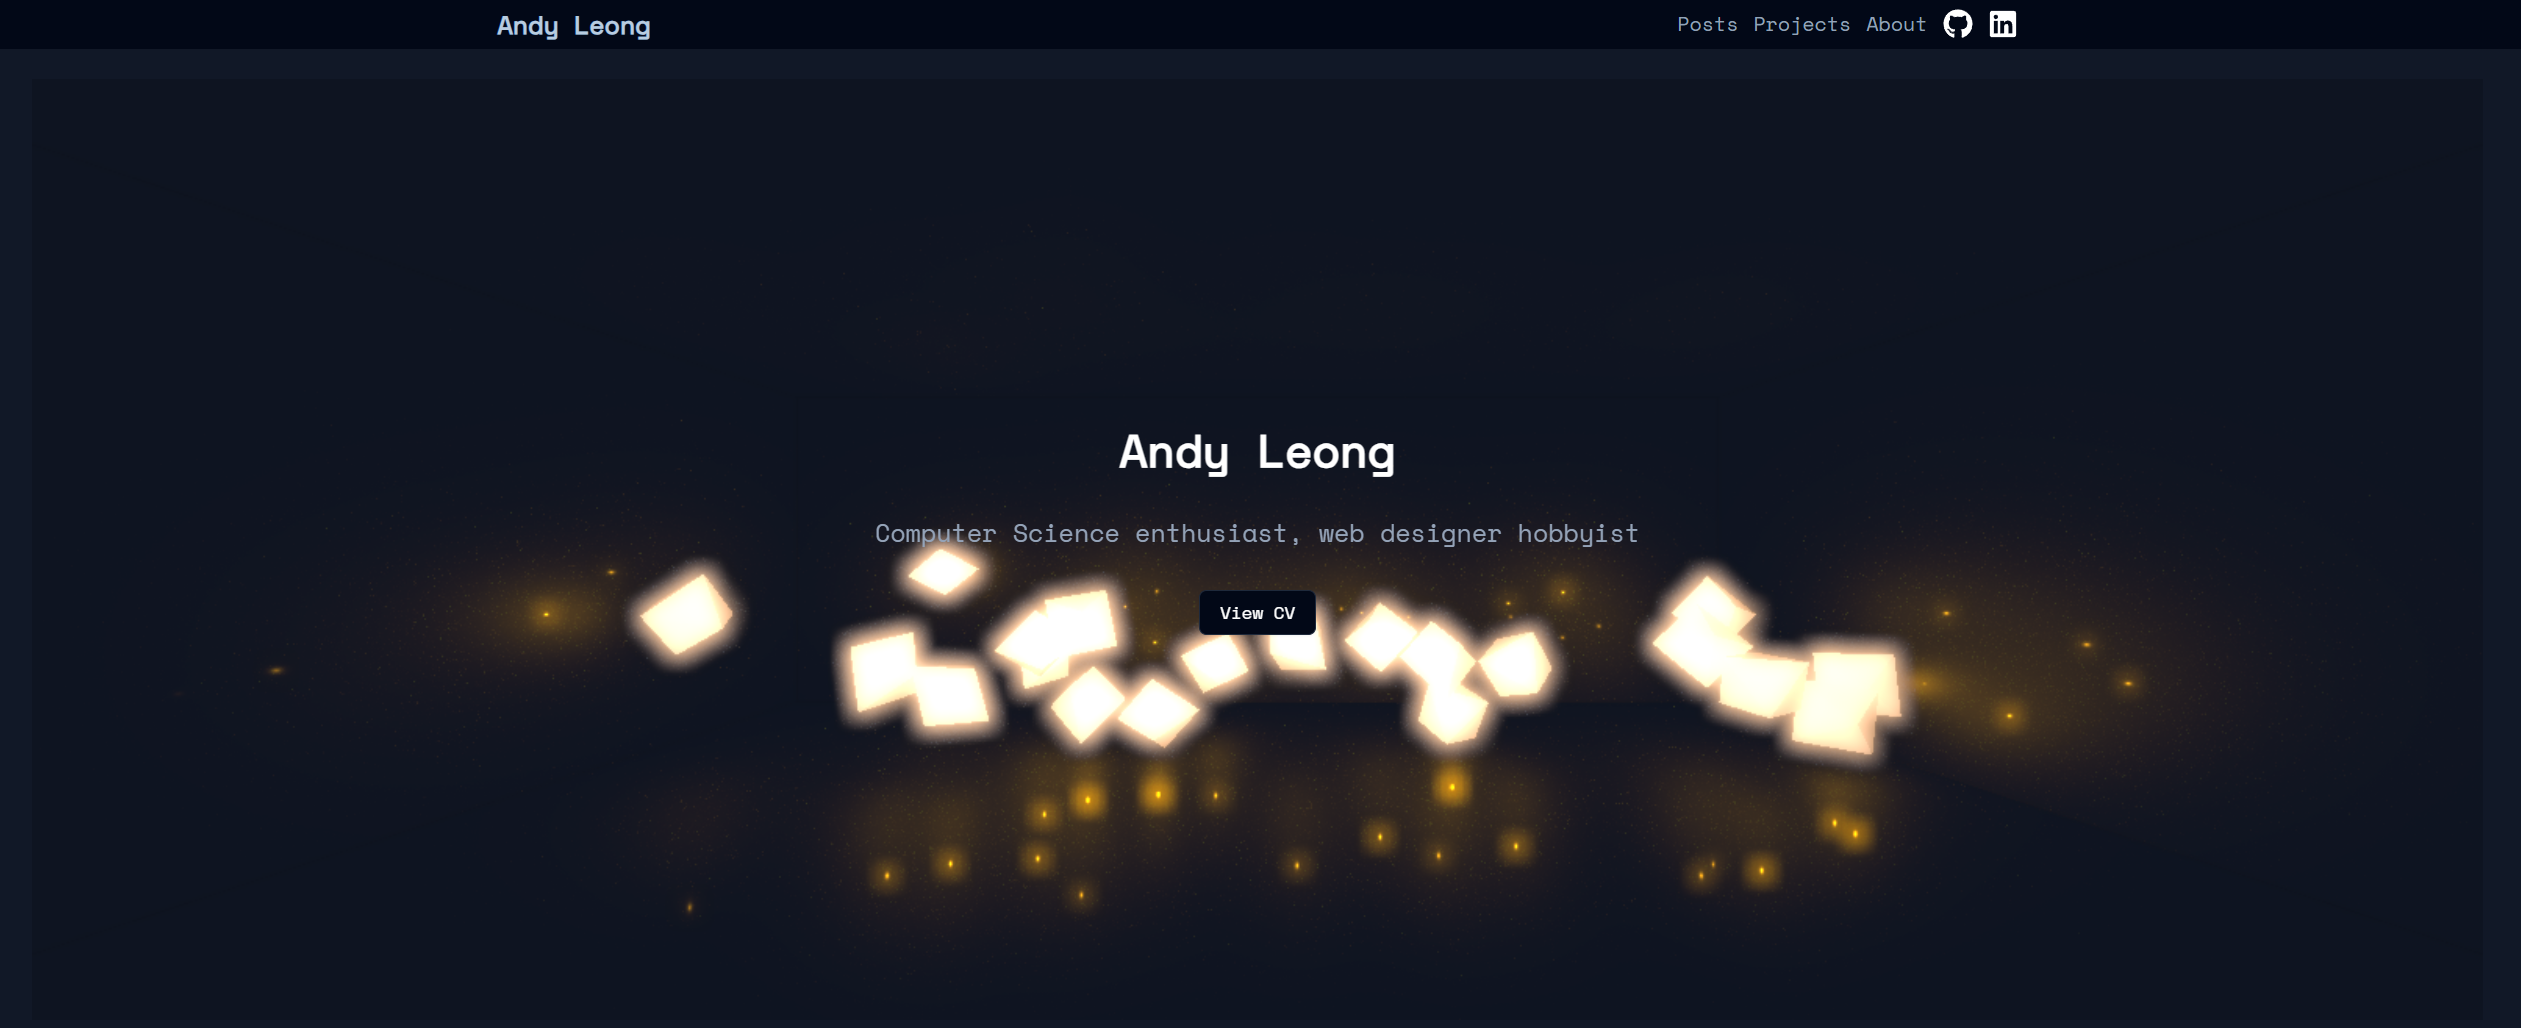 Andy Leong
Posts Projects About
Andy Leong
Computer Science enthusiast, web designer hobbyist
View CV